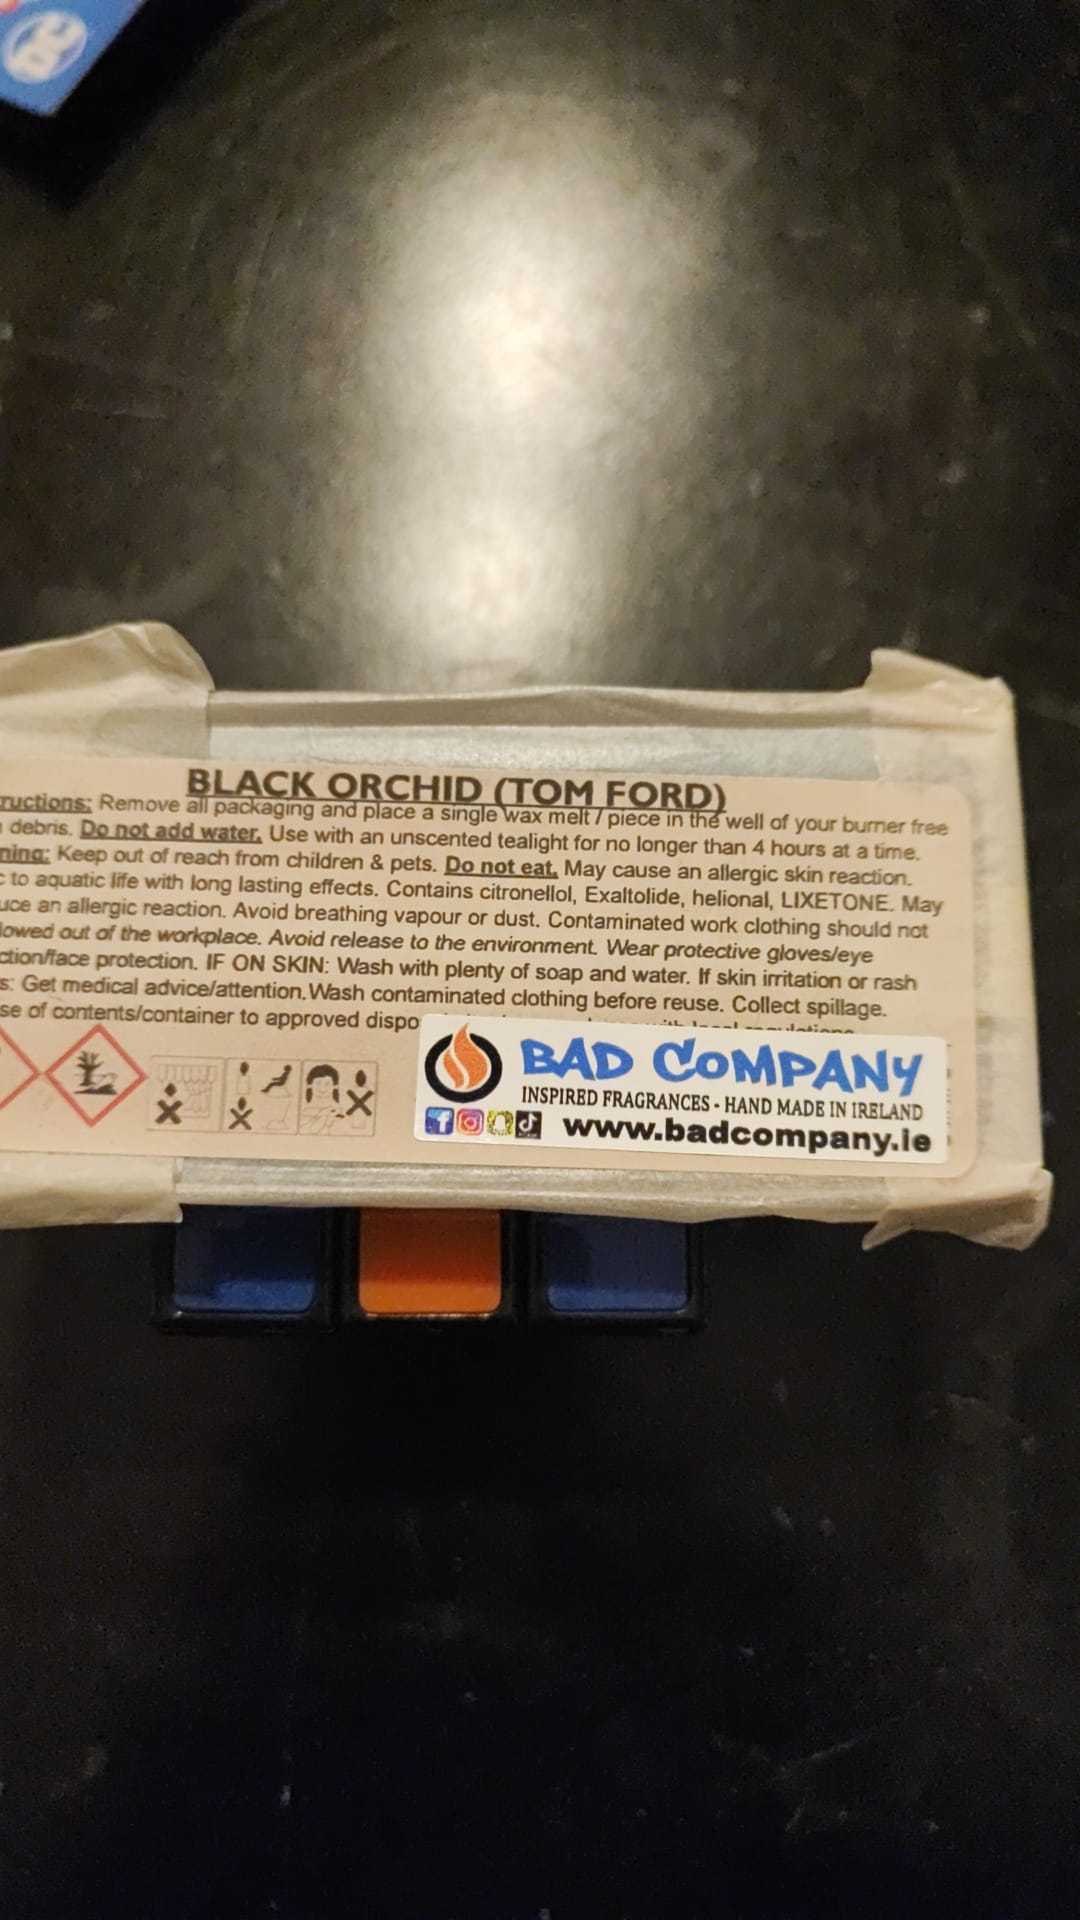 DC
BLACK ORCHID (TOM FORD)
ructions: Remove all packaging and place a single wax melt / piece in the well of your burner free
debris. Do not add water. Use with an unscented tealight for no longer than 4 hours at a time.
ning: Keep out of reach from children & pets. Do not eat. May cause an allergic skin reaction.
c to aquatic life with long lasting effects. Contains citronellol, Exaltolide, helional, LIXETONE. May
uce an allergic reaction. Avoid breathing vapour or dust. Contaminated work clothing should not
lowed out of the workplace. Avoid release to the environment. Wear protective gloves/eye
ction/face protection. IF ON SKIN: Wash with plenty of soap and water. If skin irritation or rash
s: Get medical advice/attention. Wash contaminated clothing before reuse. Collect spillage.
se of contents/container to approved dispo
BAD COMPANY
INSPIRED FRAGRANCES - HAND MADE IN IRELAND
www.badcompany.ie